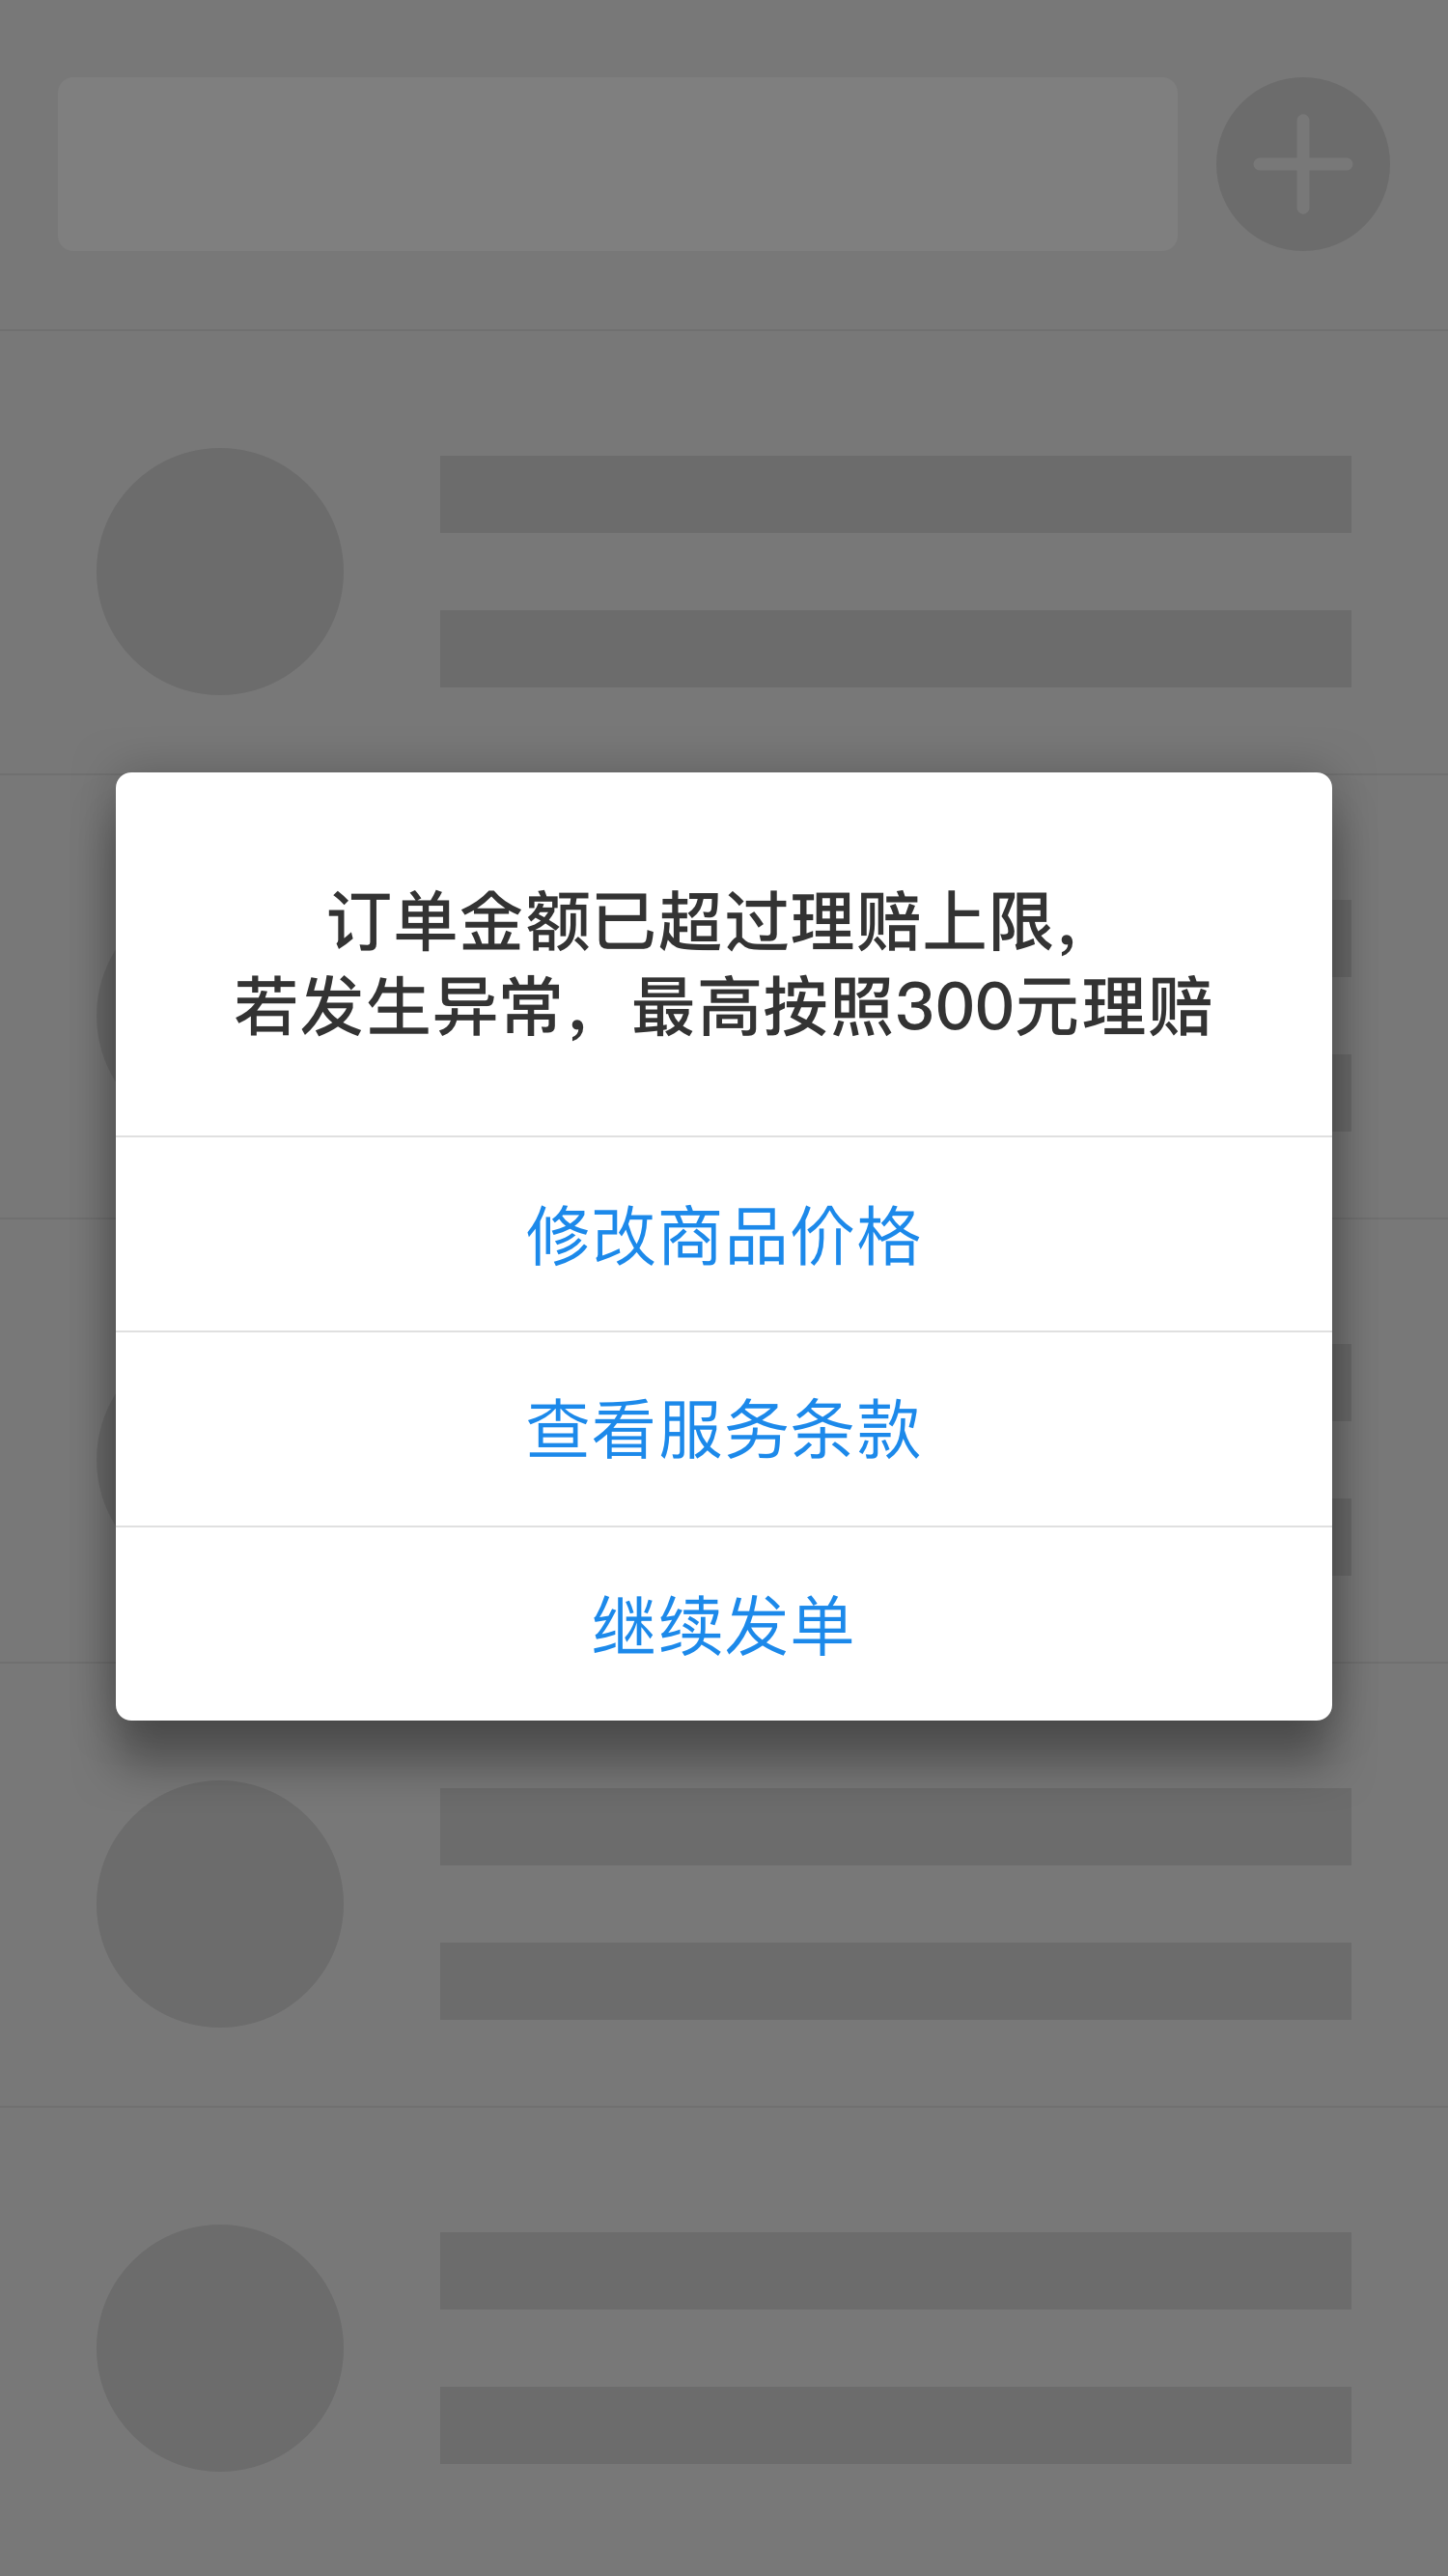 订单金额已超过理赔上限，
若发生异常，最高按照300元理赔
修改商品价格
查看服务条款
继续发单